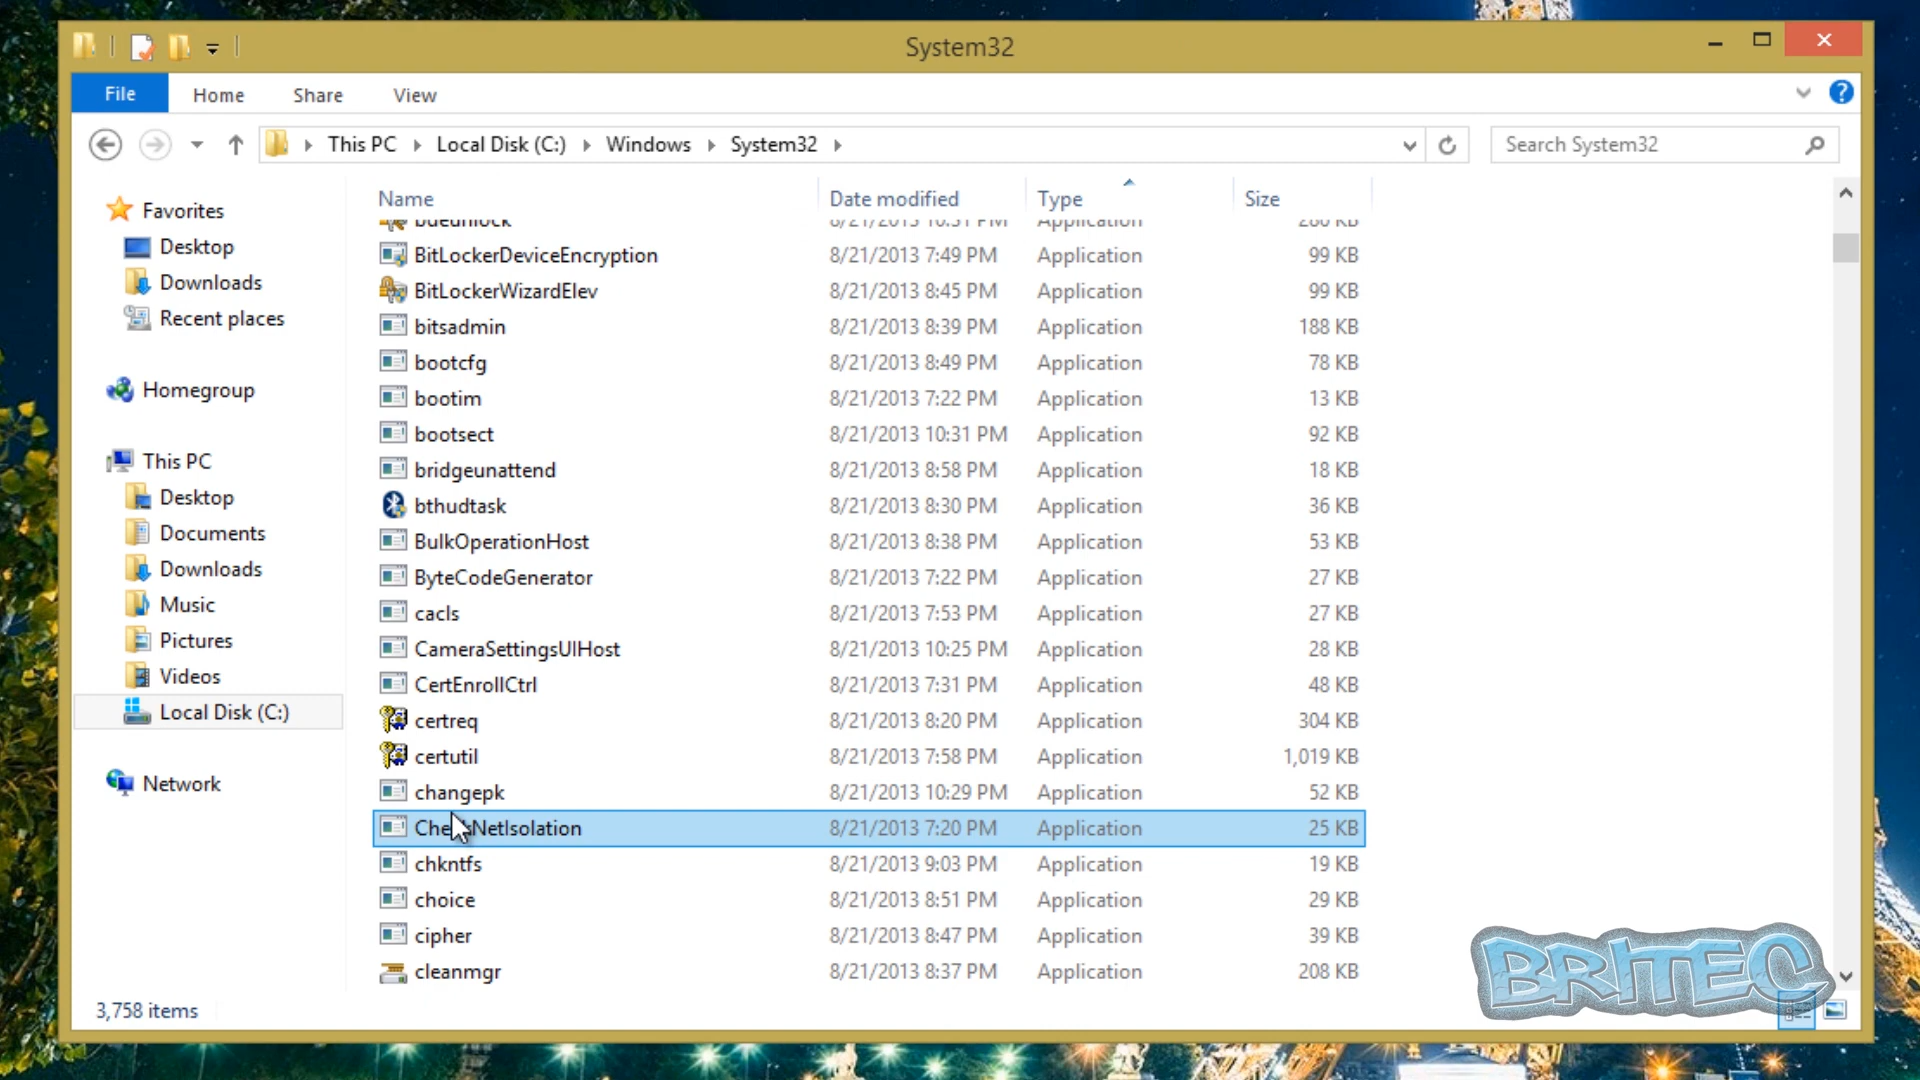 System32
File Home Share View
This PC Local Disk (C:) Windows System32
Search System32
Name Date modified Type Size
Favorites
Desktop
Downloads
Recent places
Homegroup
This PC
Desktop
Documents
Downloads
Music
Pictures
Videos
Local Disk (C:)
Network
bdeunlock 8/21/2013 10:31 PM Application 280 KB
BitLockerDeviceEncryption 8/21/2013 7:49 PM Application 99 KB
BitLockerWizardElev 8/21/2013 8:45 PM Application 99 KB
bitsadmin 8/21/2013 8:39 PM Application 188 KB
bootcfg 8/21/2013 8:49 PM Application 78 KB
bootim 8/21/2013 7:22 PM Application 13 KB
bootsect 8/21/2013 10:31 PM Application 92 KB
bridgeunattend 8/21/2013 8:58 PM Application 18 KB
bthudtask 8/21/2013 8:30 PM Application 36 KB
BulkOperationHost 8/21/2013 8:38 PM Application 53 KB
ByteCodeGenerator 8/21/2013 7:22 PM Application 27 KB
cacls 8/21/2013 7:53 PM Application 27 KB
CameraSettingsUIHost 8/21/2013 10:25 PM Application 28 KB
CertEnrollCtrl 8/21/2013 7:31 PM Application 48 KB
certreq 8/21/2013 8:20 PM Application 304 KB
certutil 8/21/2013 7:58 PM Application 1,019 KB
changepk 8/21/2013 10:29 PM Application 52 KB
CheckNetIsolation 8/21/2013 7:20 PM Application 25 KB
chkntfs 8/21/2013 9:03 PM Application 19 KB
choice 8/21/2013 8:51 PM Application 29 KB
cipher 8/21/2013 8:47 PM Application 39 KB
cleanmgr 8/21/2013 8:37 PM Application 208 KB
3,758 items
BRITEC